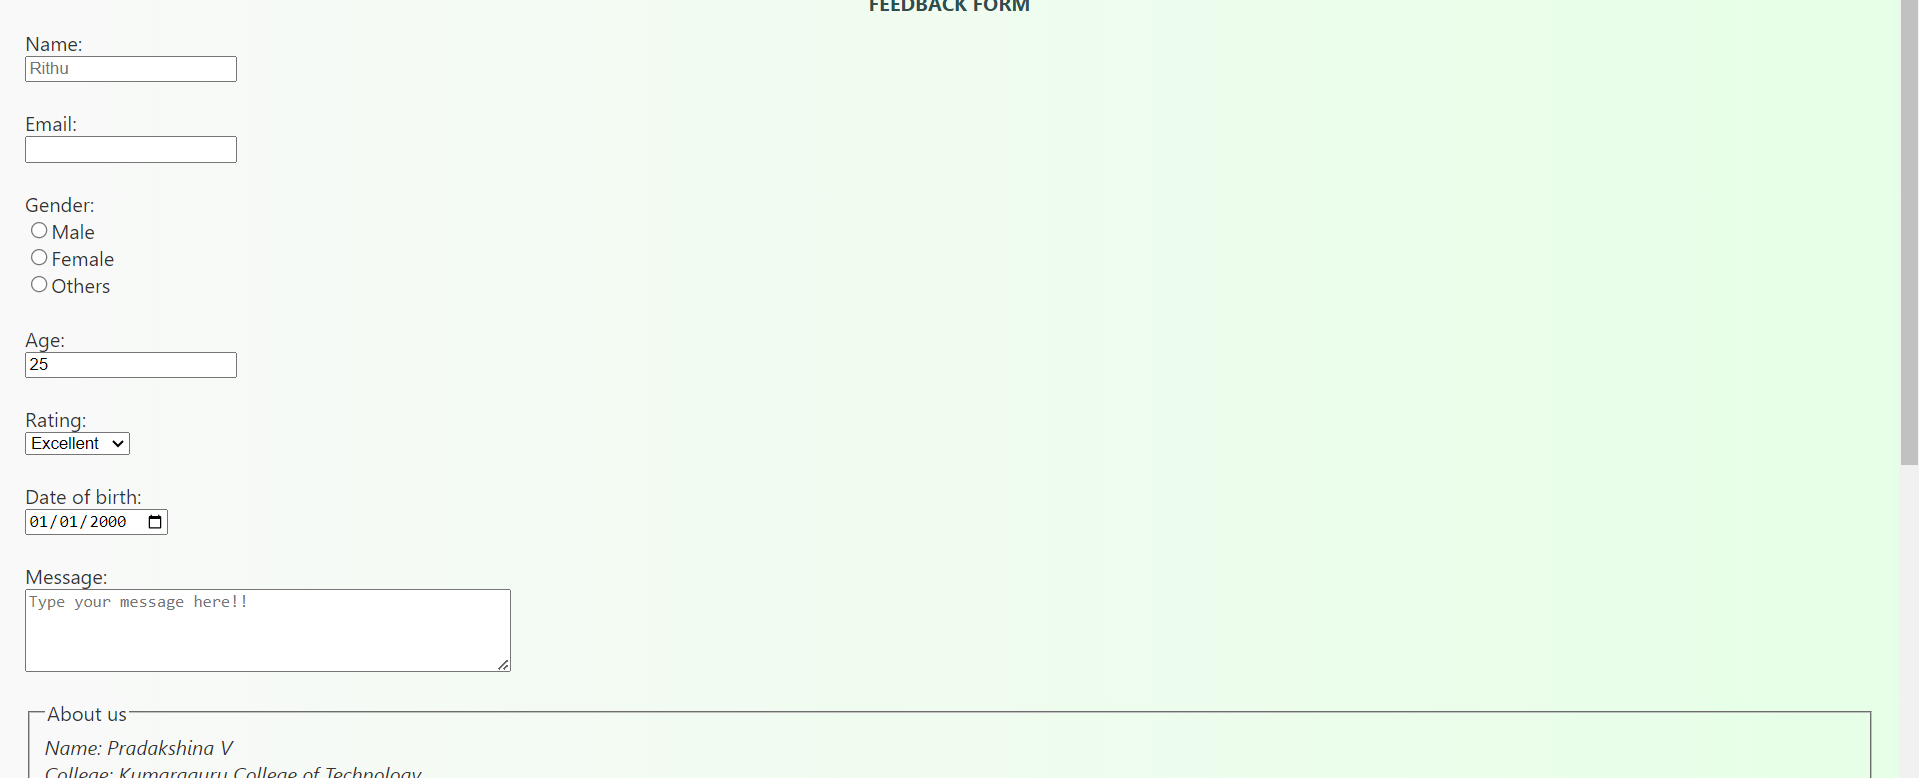 FEEDBACK FORM
Name:
Rithu
Email:
Gender:
Male
Female
Others
Age:
25
Rating:
Excellent
Date of birth:
01/01/2000
Message:
Type your message here!!
About us
Name: Pradakshina V
College: Kumaraguru College of Technology